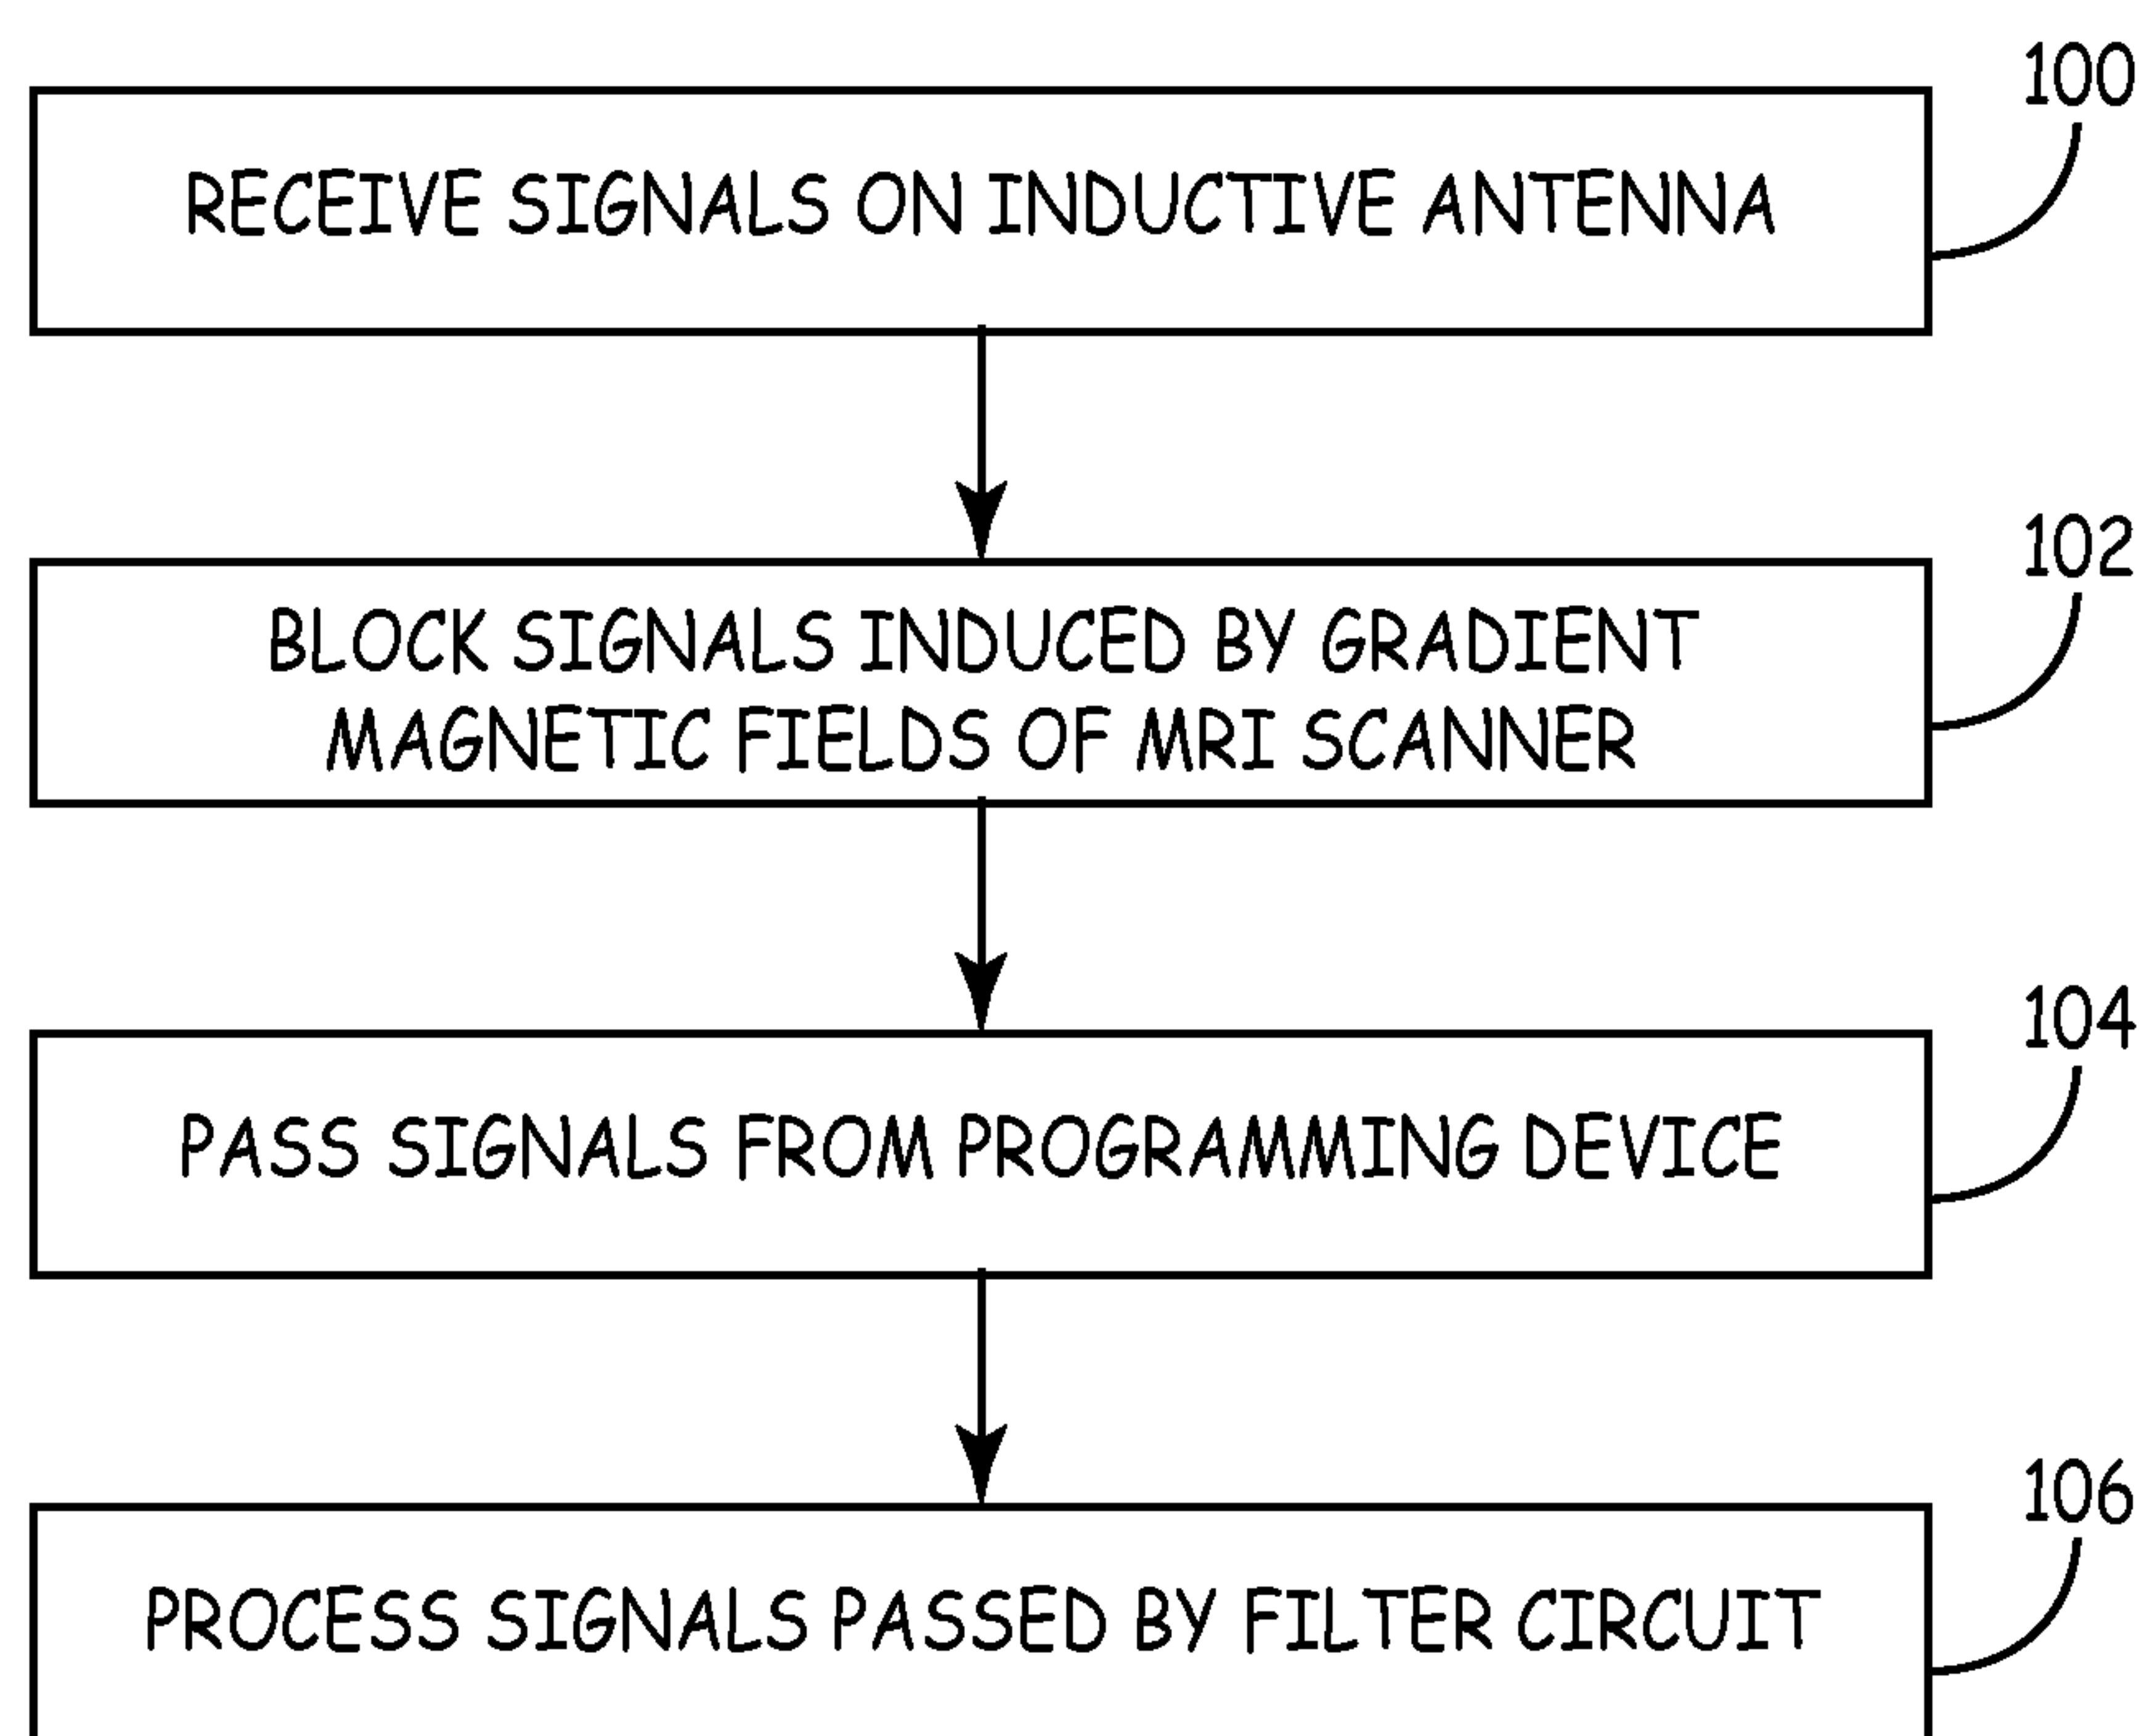 100
RECEIVE SIGNALS ON INDUCTIVE ANTENNA
102
BLOCK SIGNALS INDUCED BY GRADIENT
MAGNETIC FIELDS OF MRI SCANNER
104
PASS SIGNALS FROM PROGRAMMING DEVICE
106
PROCESS SIGNALS PASSED BY FILTER CIRCUIT